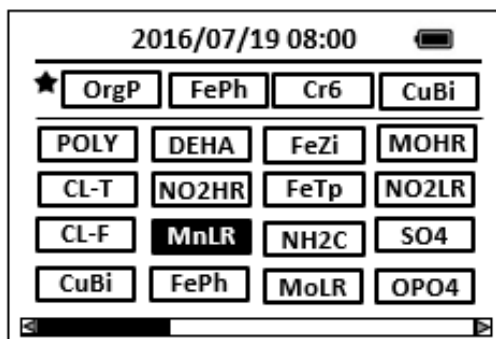 2016/07/19 08:00
OrgP FePh Cr6 CuBi
POLY DEHA FeZi MOHR
CL-T NO2HR FeTp NO2LR
CL-F MnLR NH2C SO4
CuBi FePh MoLR OPO4